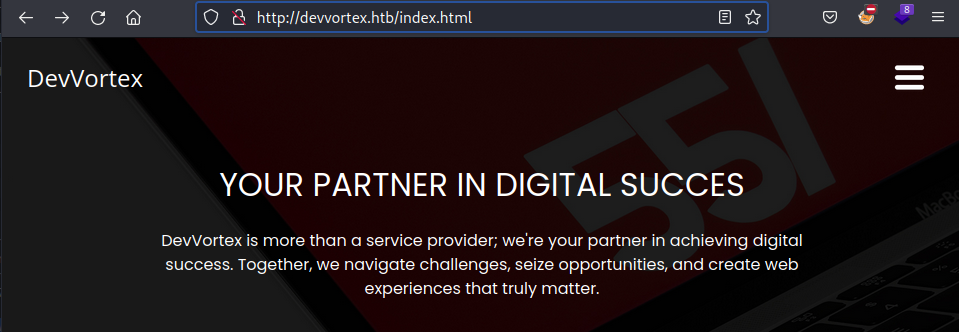 http://devvortex.htb/index.html
8
DevVortex
YOUR PARTNER IN DIGITAL SUCCES
DevVortex is more than a service provider; we're your partner in achieving digital
success. Together, we navigate challenges, seize opportunities, and create web
experiences that truly matter.